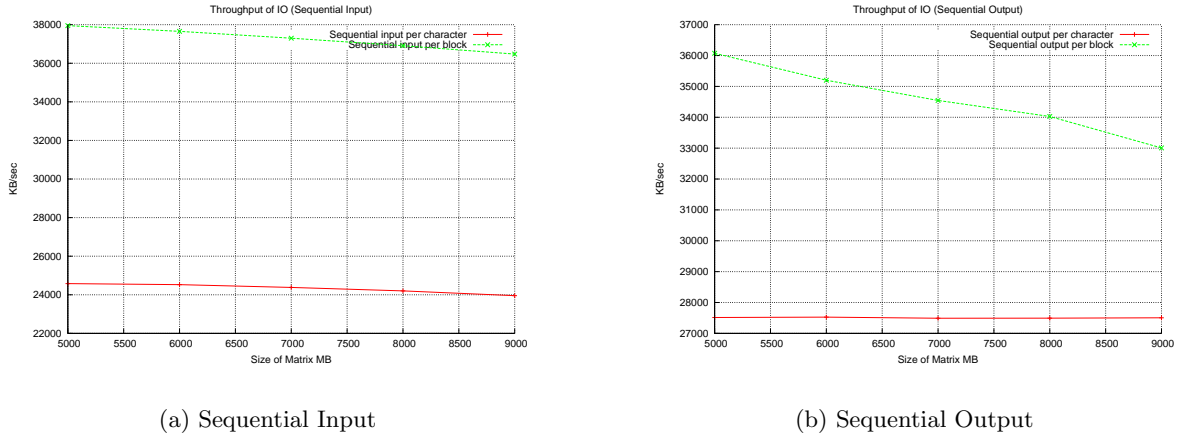 Throughput of IO (Sequential Input)
38000
36000
34000
32000
30000
28000
26000
24000
22000
KB/sec
Sequential input per character
Sequential input per block
5000 5500 6000 6500 7000 7500 8000 8500 9000
Size of Matrix MB
(a) Sequential Input
Throughput of IO (Sequential Output)
37000
36000
35000
34000
33000
32000
31000
30000
29000
28000
27000
KB/sec
Sequential output per character
Sequential output per block
5000 5500 6000 6500 7000 7500 8000 8500 9000
Size of Matrix MB
(b) Sequential Output